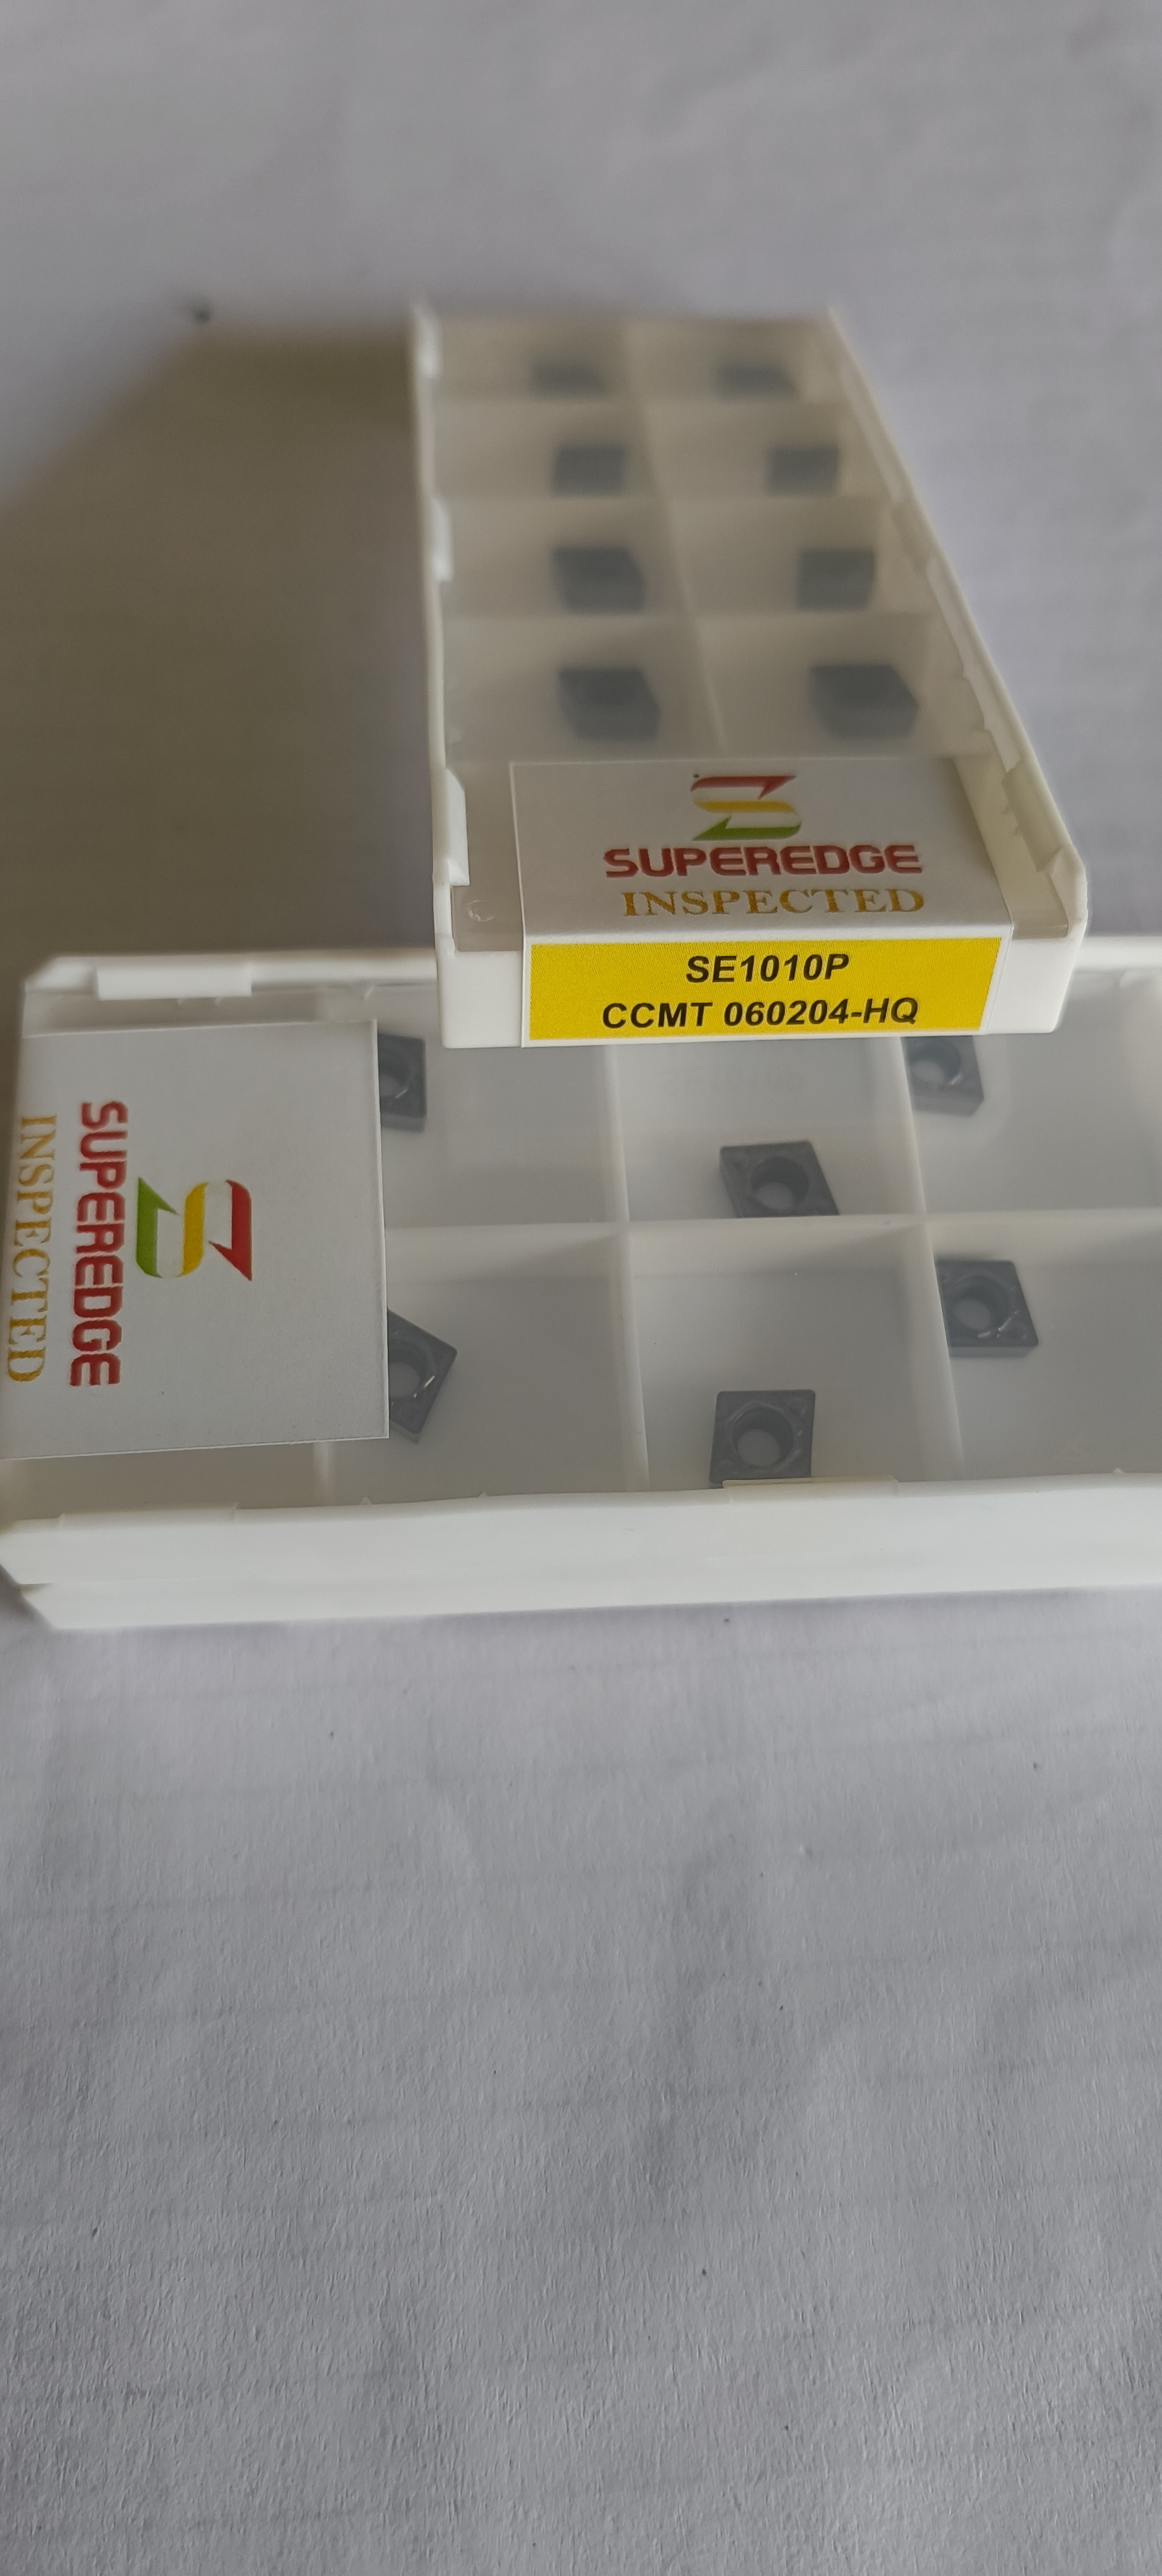 SUPEREDGE
INSPECTED
SE1010P
CCMT 060204-HQ
SUPEREDGE
INSPECTED